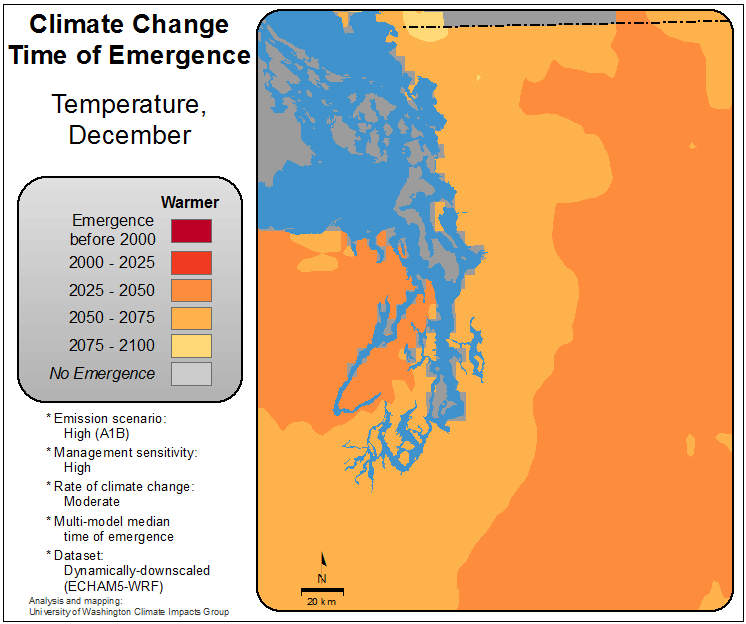 Climate Change
Time of Emergence
Temperature,
December
Warmer
Emergence
before 2000
2000 - 2025
2025 - 2050
2050 - 2075
2075 - 2100
No Emergence
* Emission scenario:
High (A1B)
* Management sensitivity:
High
* Rate of climate change:
Moderate
* Multi-model median
time of emergence
* Dataset:
Dynamically-downscaled
(ECHAM5-WRF)
Analysis and mapping:
University of Washington Climate Impacts Group
N
20 km